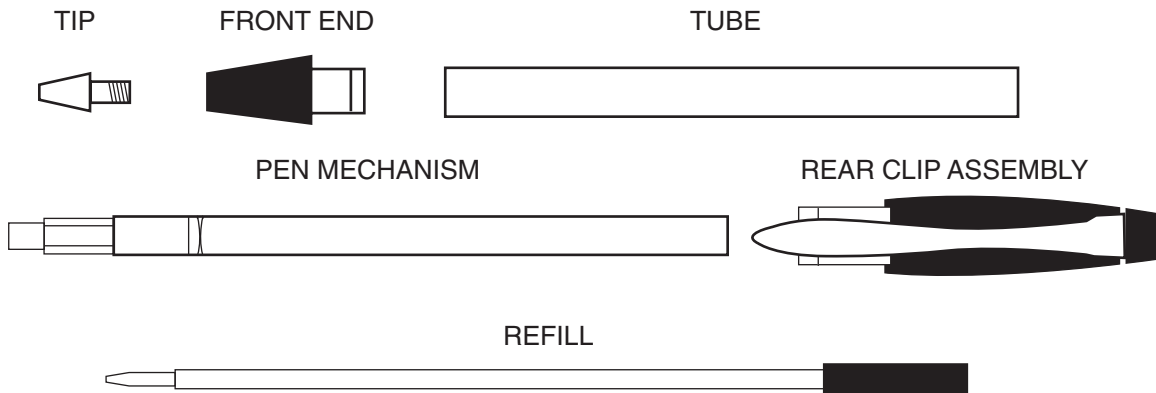 TIP
FRONT END
TUBE
PEN MECHANISM
REAR CLIP ASSEMBLY
REFILL